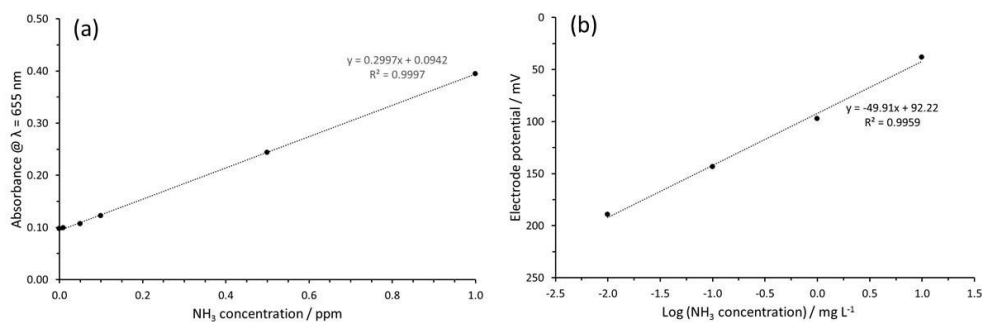 (a)
0.50
0.40
0.30
0.20
0.10
0.00
Absorbance @ λ = 655 nm
y = 0.2997x + 0.0942
R² = 0.9997
0.0 0.2 0.4 0.6 0.8 1.0
NH₃ concentration / ppm
(b)
0
50
100
150
200
250
Electrode potential / mV
y = -49.91x + 92.22
R² = 0.9959
-2.5 -2.0 -1.5 -1.0 -0.5 0.0 0.5 1.0 1.5
Log (NH₃ concentration) / mg L⁻¹